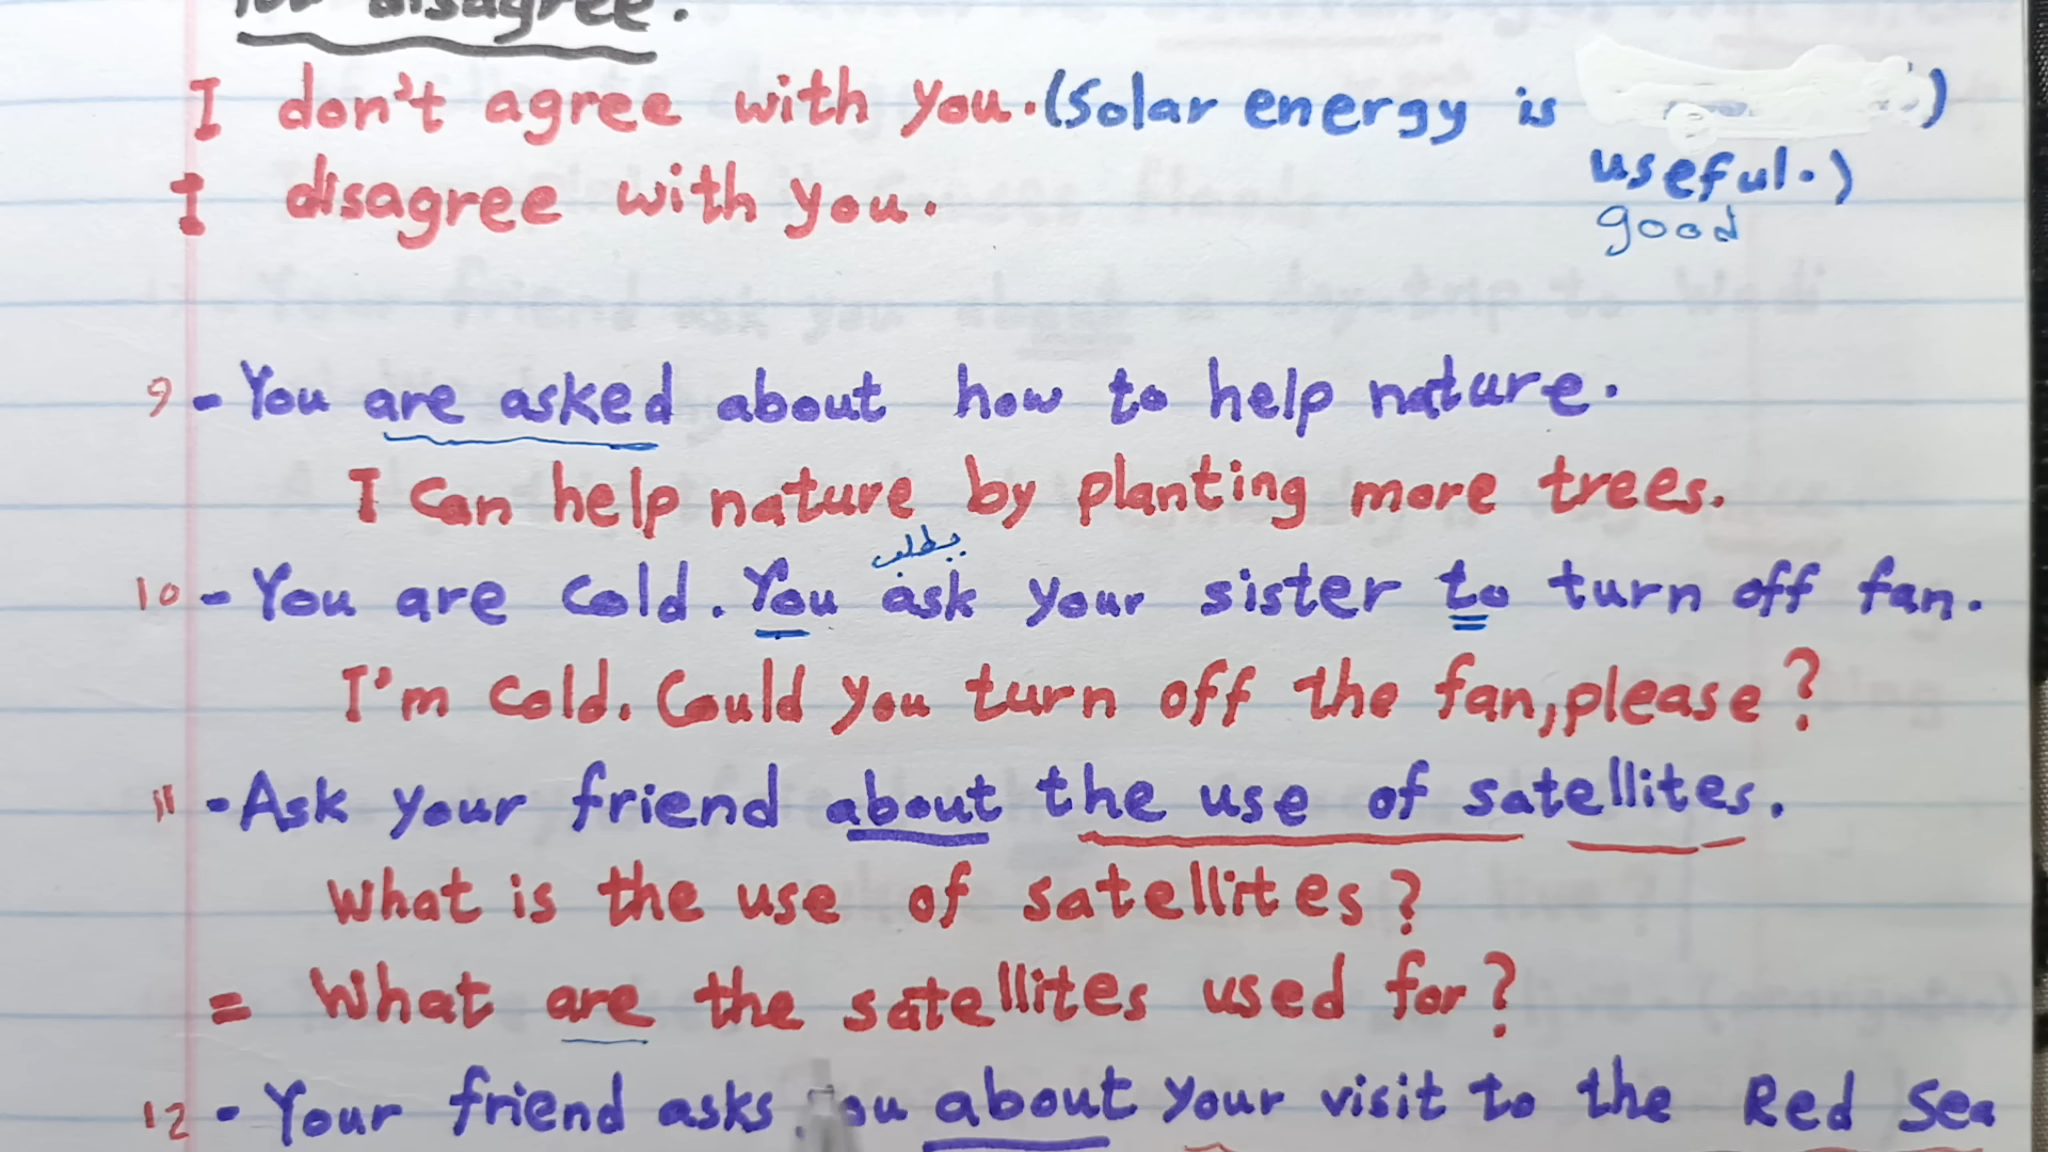 disagree.
I don't agree with you. (Solar energy is
useful.)
I disagree with you.
good
9 - You are asked about how to help nature.
I can help nature by planting more trees.
يطلب
10 - You are cold. You ask your sister to turn off fan.
I'm cold. Could you turn off the fan, please?
11 - Ask your friend about the use of satellites.
What is the use of satellites?
= What are the satellites used for?
12 - Your friend asks about your visit to the Red Sea